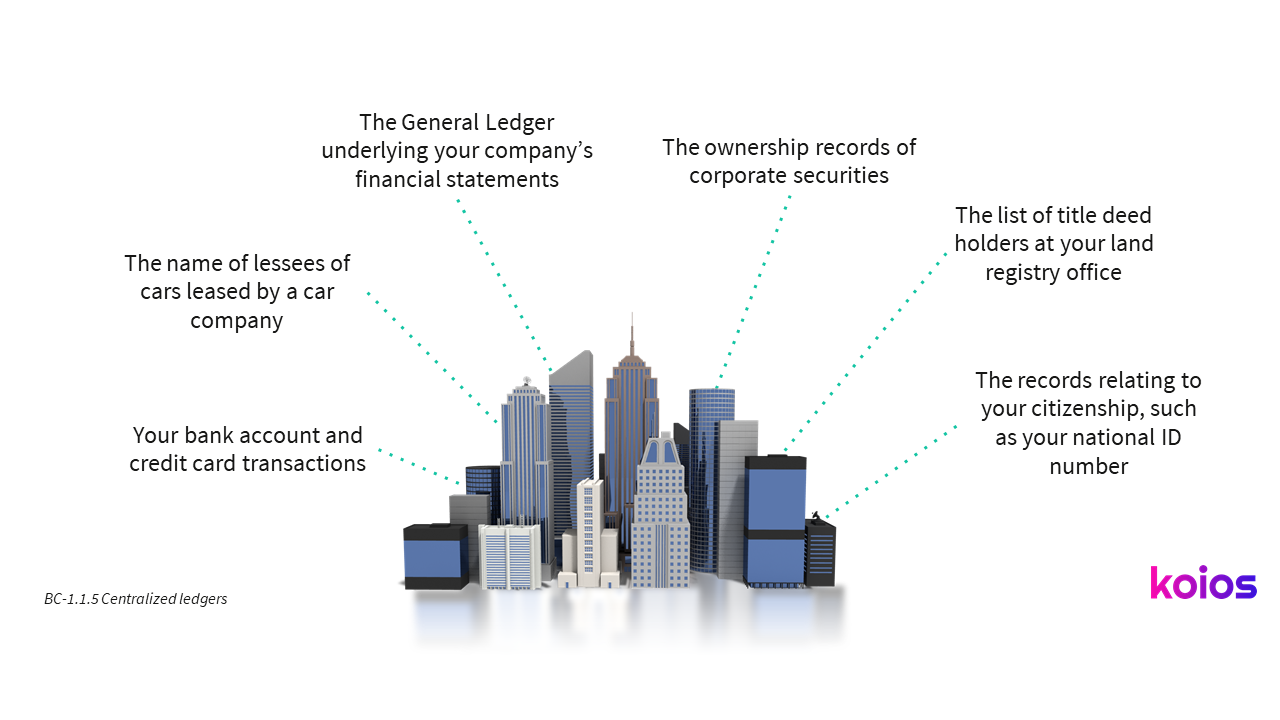 The General Ledger
underlying your company’s
financial statements
The ownership records of
corporate securities
The list of title deed
holders at your land
registry office
The name of lessees of
cars leased by a car
company
The records relating to
your citizenship, such
as your national ID
number
Your bank account and
credit card transactions
BC-1.1.5 Centralized ledgers
koios